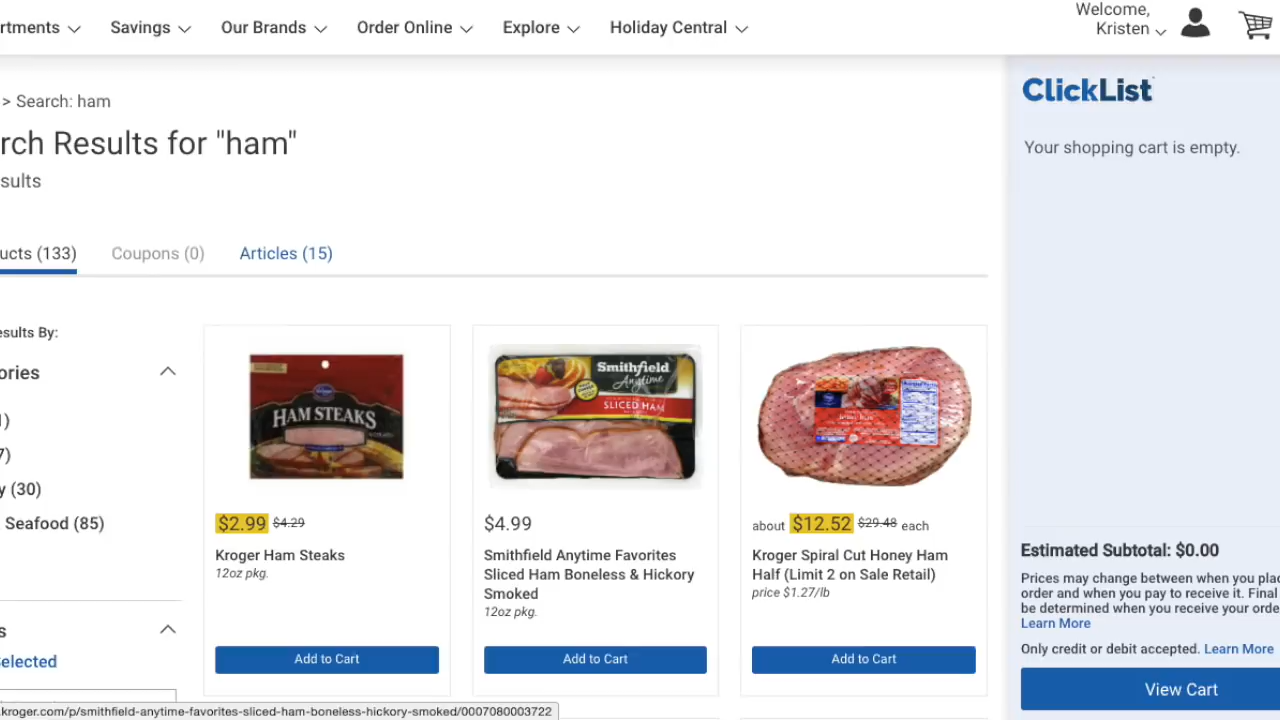 rtments
Savings
Our Brands
Order Online
Explore
Holiday Central
Welcome,
Kristen
> Search: ham
rch Results for "ham"
sults
ucts (133)
Coupons (0)
Articles (15)
esults By:
ories
)
7)
y (30)
Seafood (85)
s
Selected
HAM STEAKS
$2.99 $4.29
Kroger Ham Steaks
12oz pkg.
Add to Cart
Smithfield
Anytime
SLICED HAM
$4.99
Smithfield Anytime Favorites
Sliced Ham Boneless & Hickory
Smoked
12oz pkg.
Add to Cart
about $12.52 $29.48 each
Kroger Spiral Cut Honey Ham
Half (Limit 2 on Sale Retail)
price $1.27/lb
Add to Cart
ClickList
Your shopping cart is empty.
Estimated Subtotal: $0.00
Prices may change between when you plac
order and when you pay to receive it. Final
be determined when you receive your orde
Learn More
Only credit or debit accepted. Learn More
View Cart
.kroger.com/p/smithfield-anytime-favorites-sliced-ham-boneless-hickory-smoked/0007080003722